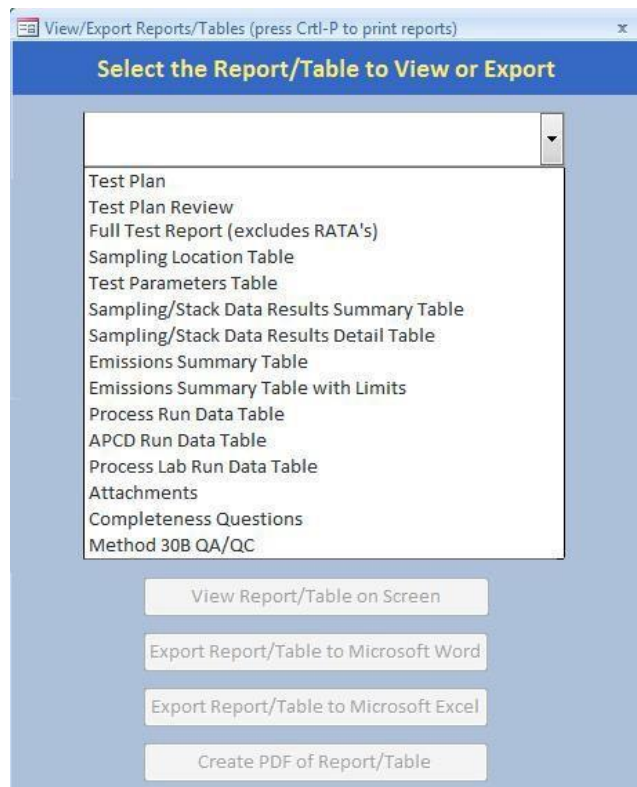 View/Export Reports/Tables (press Crtl-P to print reports)
x
Select the Report/Table to View or Export
Test Plan
Test Plan Review
Full Test Report (excludes RATA's)
Sampling Location Table
Test Parameters Table
Sampling/Stack Data Results Summary Table
Sampling/Stack Data Results Detail Table
Emissions Summary Table
Emissions Summary Table with Limits
Process Run Data Table
APCD Run Data Table
Process Lab Run Data Table
Attachments
Completeness Questions
Method 30B QA/QC
View Report/Table on Screen
Export Report/Table to Microsoft Word
Export Report/Table to Microsoft Excel
Create PDF of Report/Table